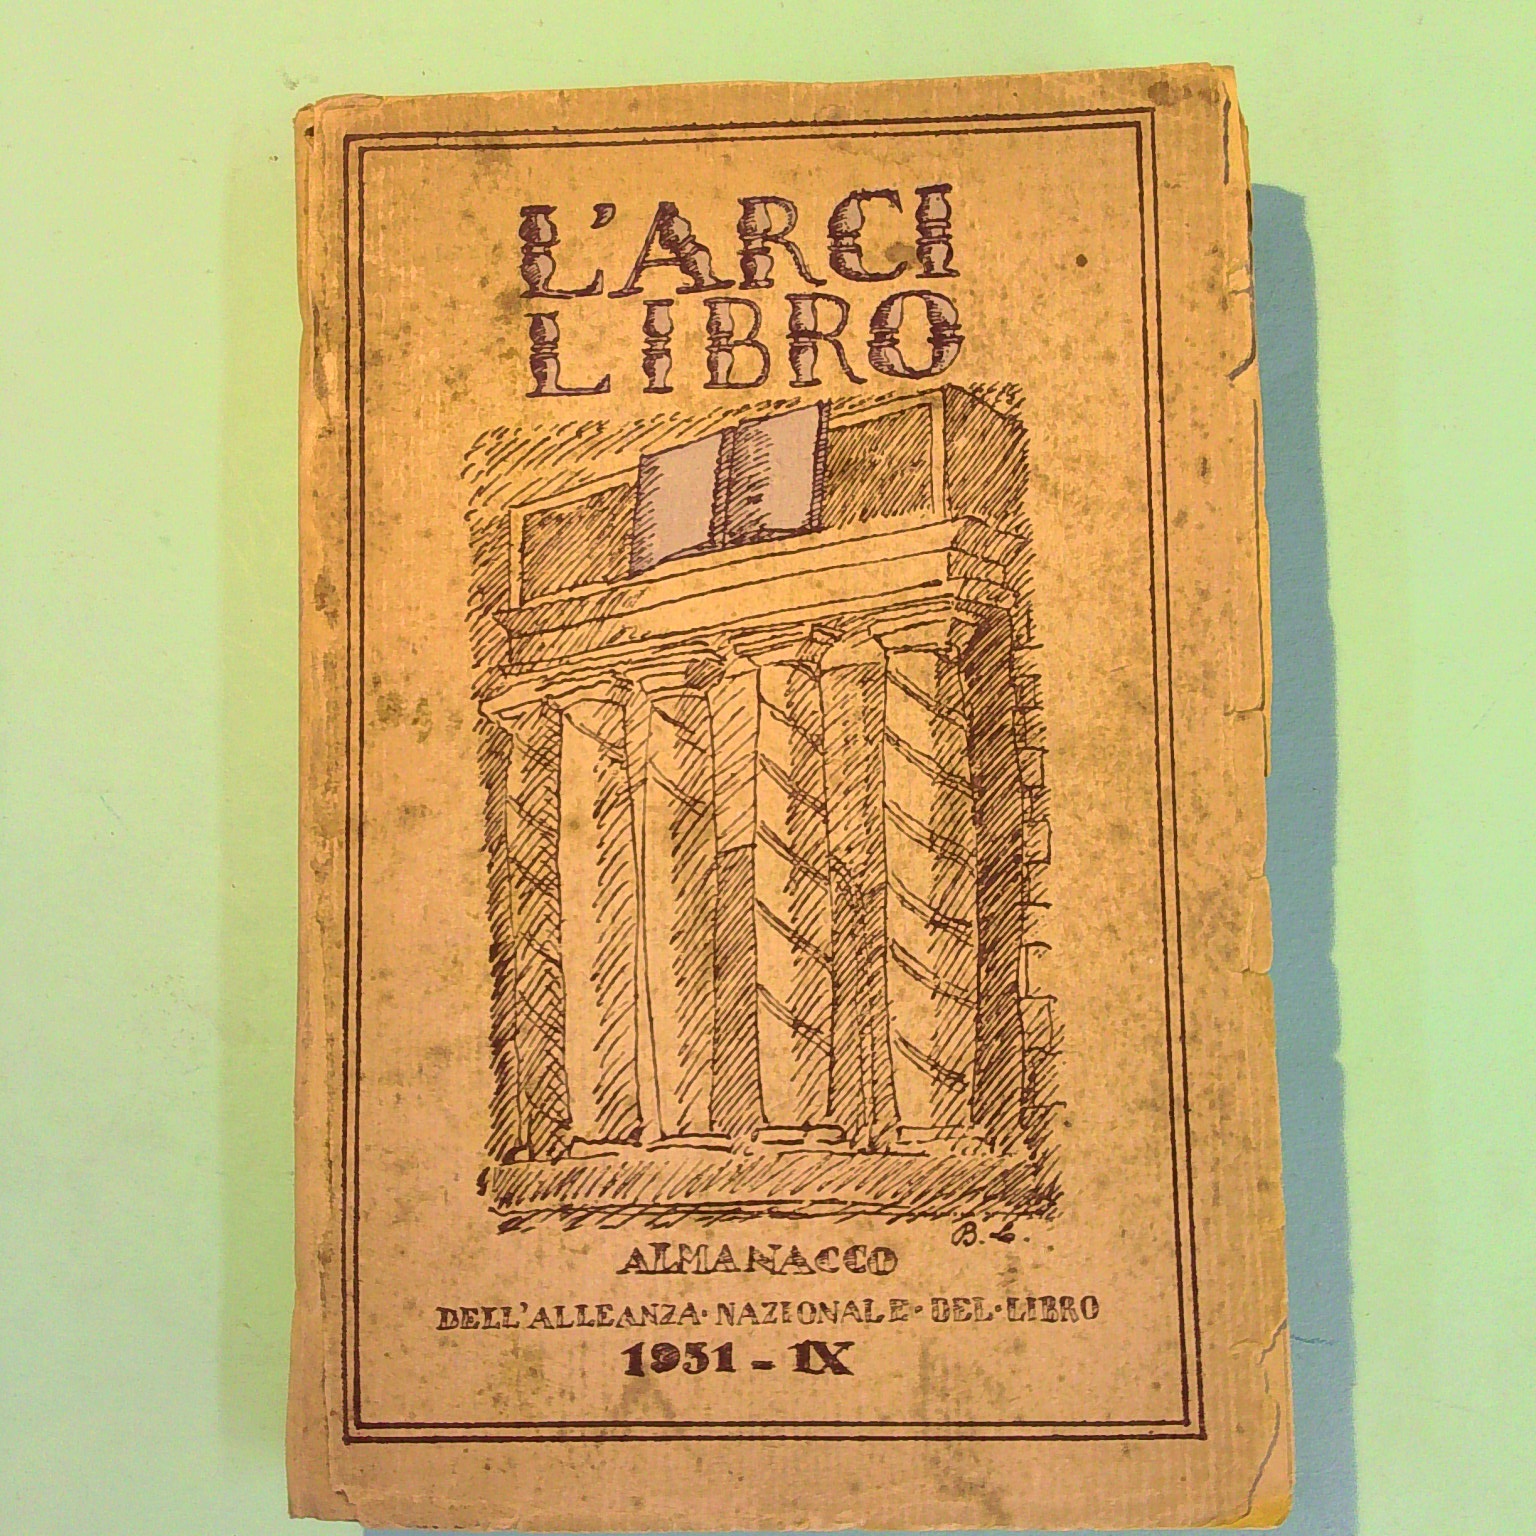 L'ARCI
LIBRO
B. L.
ALMANACCO
DELL'ALLEANZA·NAZIONALE·DEL·LIBRO
1931 - IX